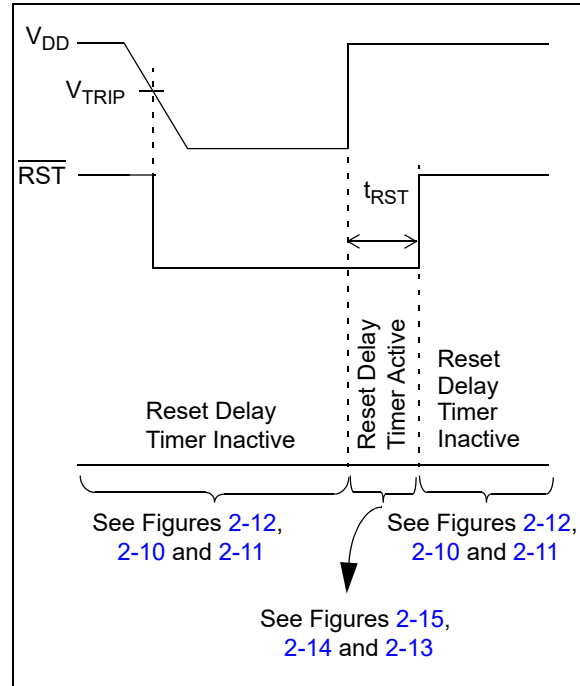 VDD
VTRIP
RST
tRST
Reset Delay
Timer Inactive
Reset Delay
Timer Active
Reset
Delay
Timer
Inactive
See Figures 2-12,
2-10 and 2-11
See Figures 2-12,
2-10 and 2-11
See Figures 2-15,
2-14 and 2-13